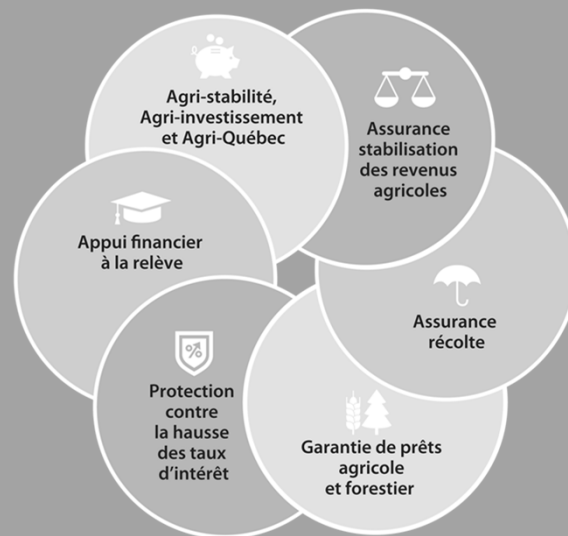 Agri-stabilité,
Agri-investissement
et Agri-Québec
Assurance
stabilisation
des revenus
agricoles
Appui financier
à la relève
Assurance
récolte
%
Protection
contre
la hausse
des taux
d'intérêt
Garantie de prêts
agricole
et forestier